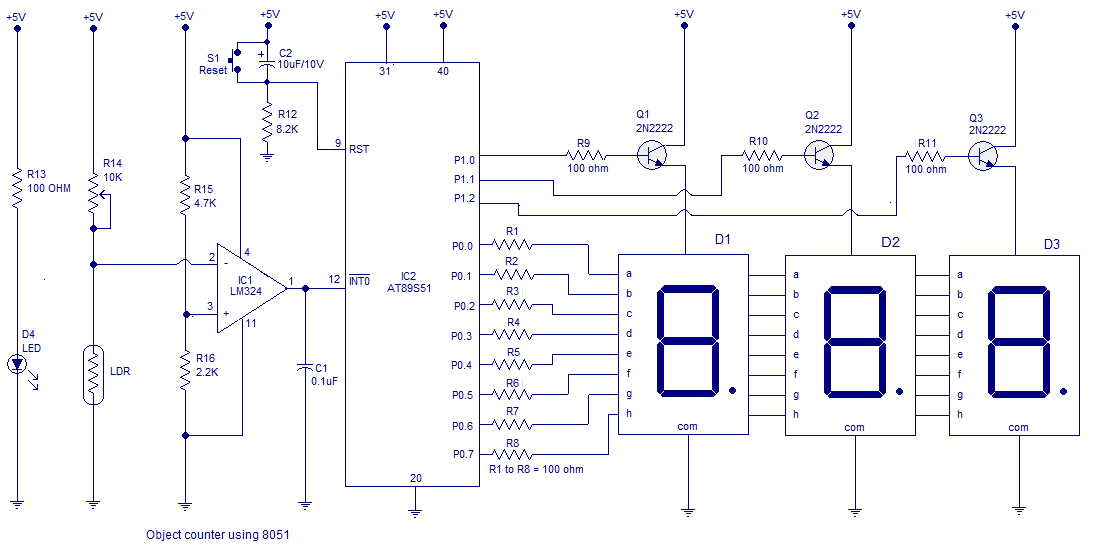 +5V
+5V
+5V
+5V
+5V
+5V
+5V
+5V
+5V
S1
Reset
+
C2
10uF/10V
R12
8.2K
31
40
9
RST
Q1
2N2222
Q2
2N2222
Q3
2N2222
R9
100 ohm
R10
100 ohm
R11
100 ohm
P1.0
P1.1
P1.2
R13
100 OHM
R14
10K
R15
4.7K
2
-
4
IC1
LM324
1
3
+
11
12
INT0
IC2
AT89S51
R16
2.2K
D4
LED
LDR
C1
0.1uF
P0.0
R1
P0.1
R2
P0.2
R3
P0.3
R4
P0.4
R5
P0.5
R6
P0.6
R7
P0.7
R8
R1 to R8 = 100 ohm
20
D1
a
b
c
d
e
f
g
h
com
D2
a
b
c
d
e
f
g
h
com
D3
a
b
c
d
e
f
g
h
com
Object counter using 8051